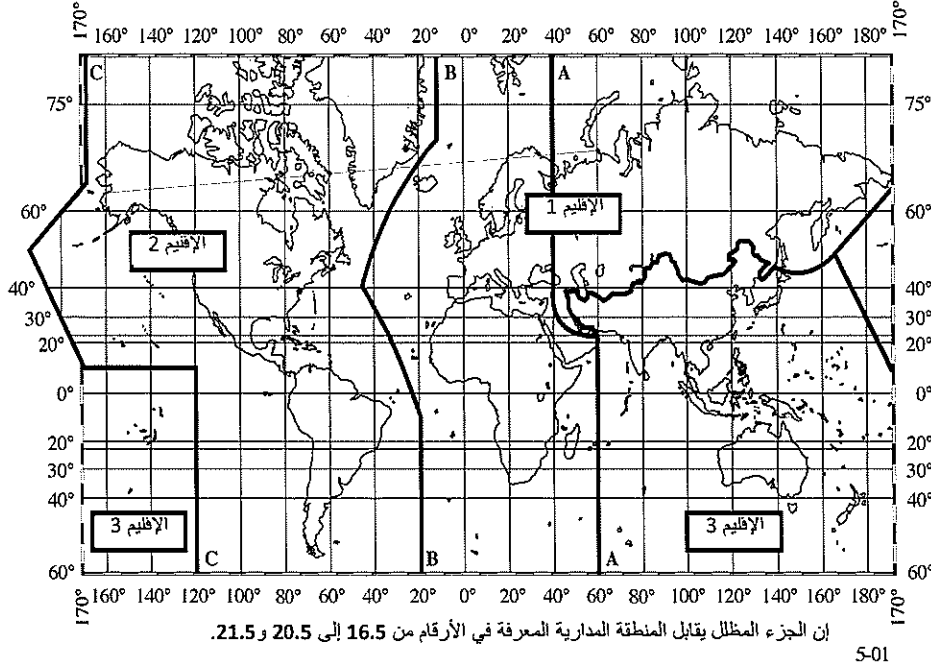 170° 160° 140° 120° 100° 80° 60° 40° 20° 0° 20° 40° 60° 80° 100° 120° 140° 160° 180° 170°
C B A
75° 75°
الإقليم 1
60° 60°
الإقليم 2
40° 40°
30° 30°
20° 20°
0° 0°
20° 20°
30° 30°
40° 40°
الإقليم 3 الإقليم 3
C B A
60° 60°
170° 160° 140° 120° 100° 80° 60° 40° 20° 0° 20° 40° 60° 80° 100° 120° 140° 160° 180° 170°
إن الجزء المظلل يقابل المنطقة المدارية المعرفة في الأرقام من 16.5 إلى 20.5 و21.5.
5-01